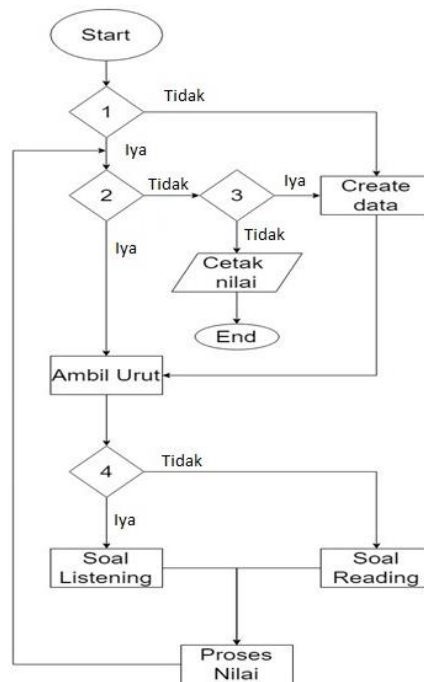 Start
Tidak
1
Iya
2
Tidak
3
Iya
Create
data
Iya
Tidak
Cetak
nilai
End
Ambil Urut
4
Tidak
Iya
Soal
Listening
Soal
Reading
Proses
Nilai